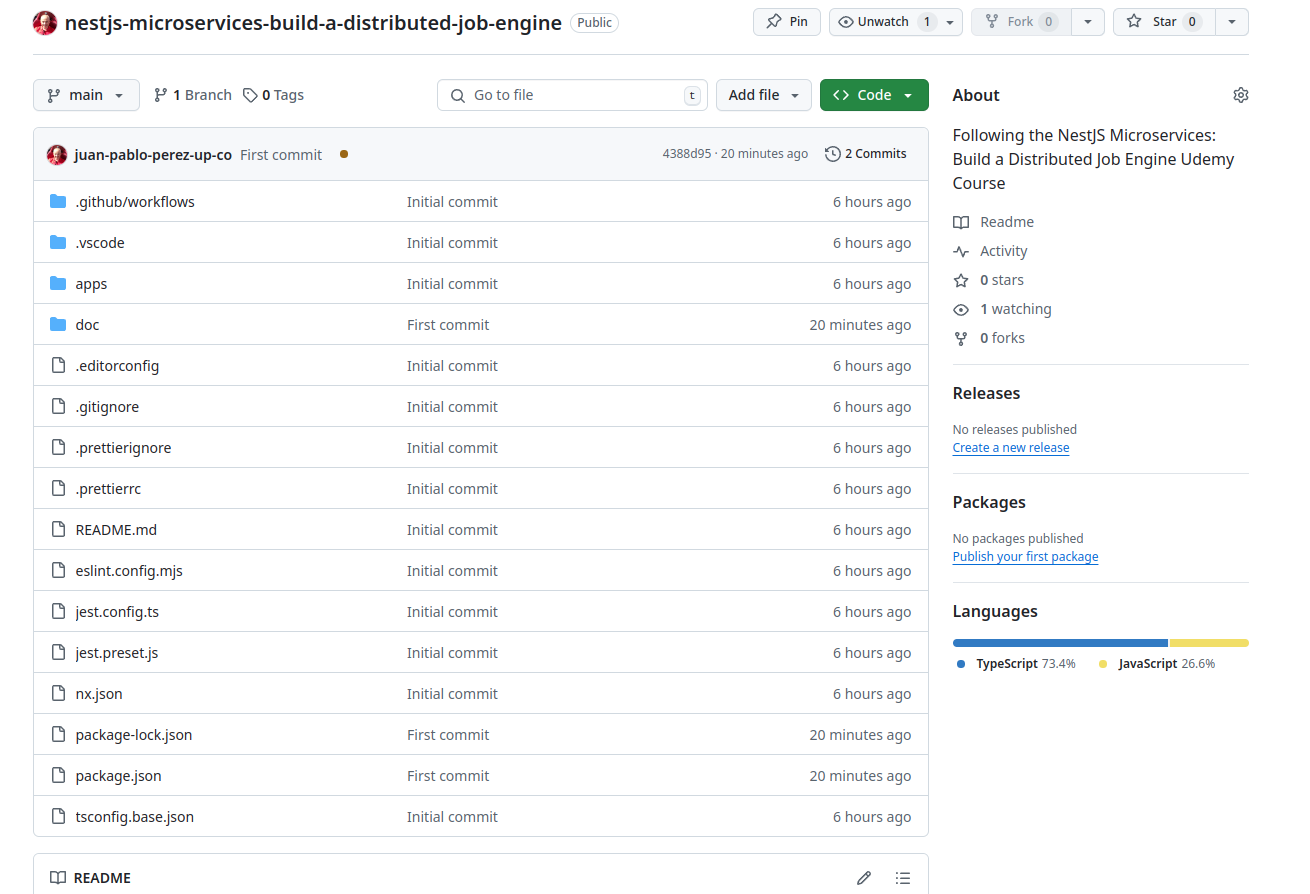 nestjs-microservices-build-a-distributed-job-engine Public Pin Unwatch 1 Fork 0 Star 0
main 1 Branch 0 Tags Go to file t Add file Code
juan-pablo-perez-up-co First commit 4388d95 · 20 minutes ago 2 Commits
.github/workflows Initial commit 6 hours ago
.vscode Initial commit 6 hours ago
apps Initial commit 6 hours ago
doc First commit 20 minutes ago
.editorconfig Initial commit 6 hours ago
.gitignore Initial commit 6 hours ago
.prettierignore Initial commit 6 hours ago
.prettierrc Initial commit 6 hours ago
README.md Initial commit 6 hours ago
eslint.config.mjs Initial commit 6 hours ago
jest.config.ts Initial commit 6 hours ago
jest.preset.js Initial commit 6 hours ago
nx.json Initial commit 6 hours ago
package-lock.json First commit 20 minutes ago
package.json First commit 20 minutes ago
tsconfig.base.json Initial commit 6 hours ago
README
About
Following the NestJS Microservices:
Build a Distributed Job Engine Udemy
Course
Readme
Activity
0 stars
1 watching
0 forks
Releases
No releases published
Create a new release
Packages
No packages published
Publish your first package
Languages
TypeScript 73.4% JavaScript 26.6%